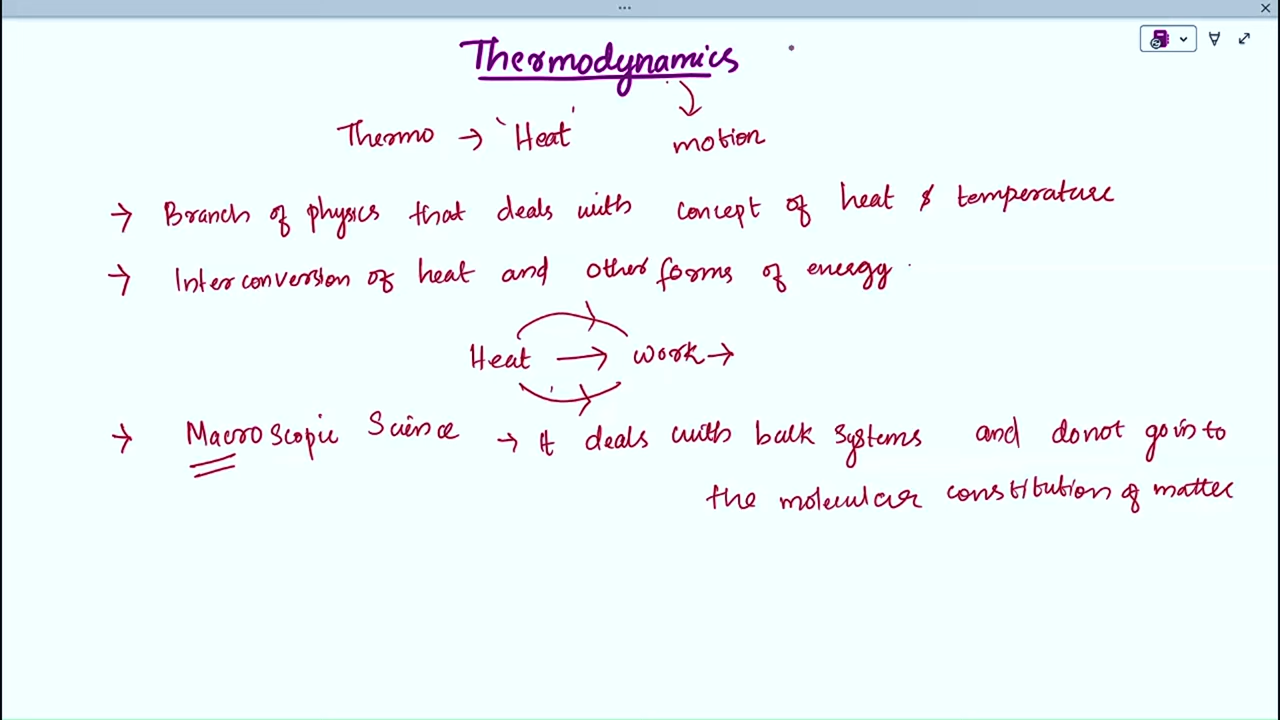 Thermodynamics
Thermo → 'Heat' motion
→ Branch of physics that deals with concept of heat & temperature
→ Interconversion of heat and other forms of energy.
Heat → work →
→ Macroscopic Science → It deals with bulk systems and donot go in to
the molecular constitution of matter